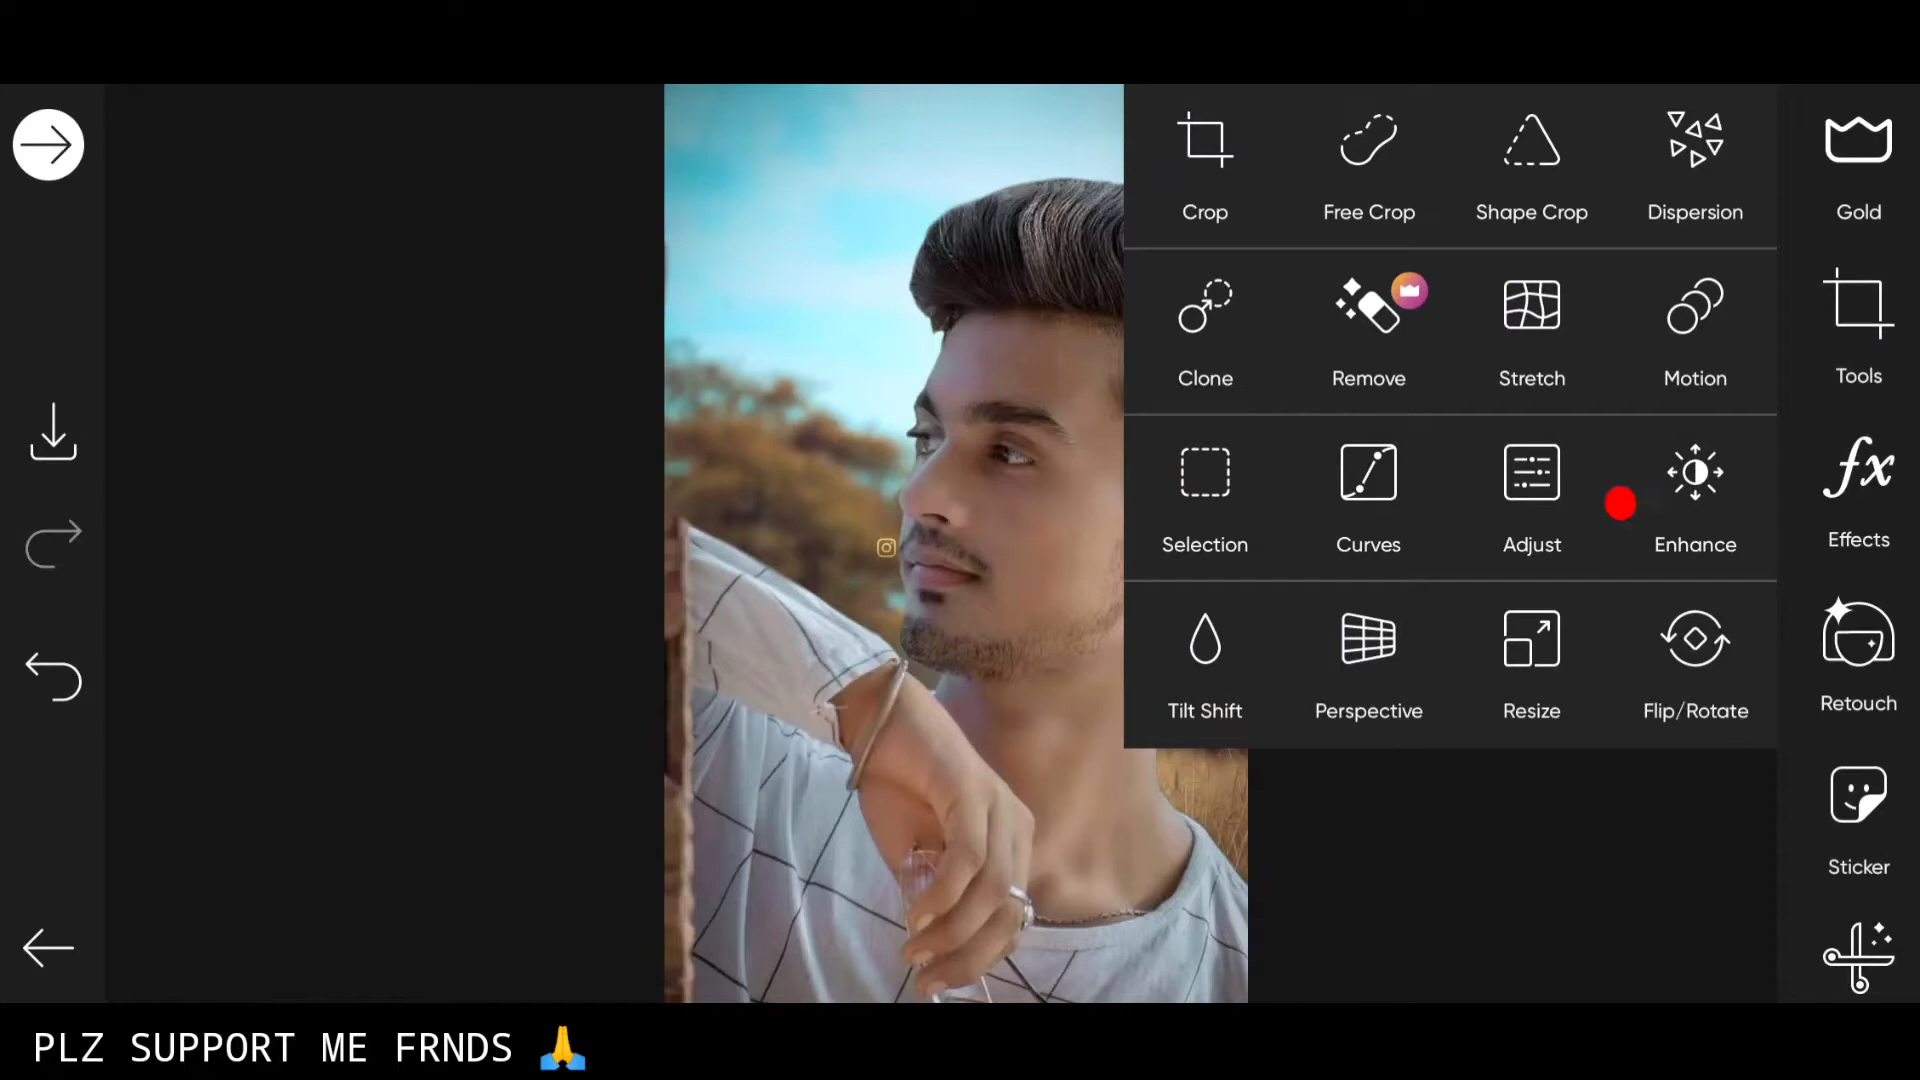 Crop Free Crop Shape Crop Dispersion Gold
Clone Remove Stretch Motion Tools
Selection Curves Adjust Enhance Effects
Tilt Shift Perspective Resize Flip/Rotate Retouch
Sticker
PLZ SUPPORT ME FRNDS 🙏